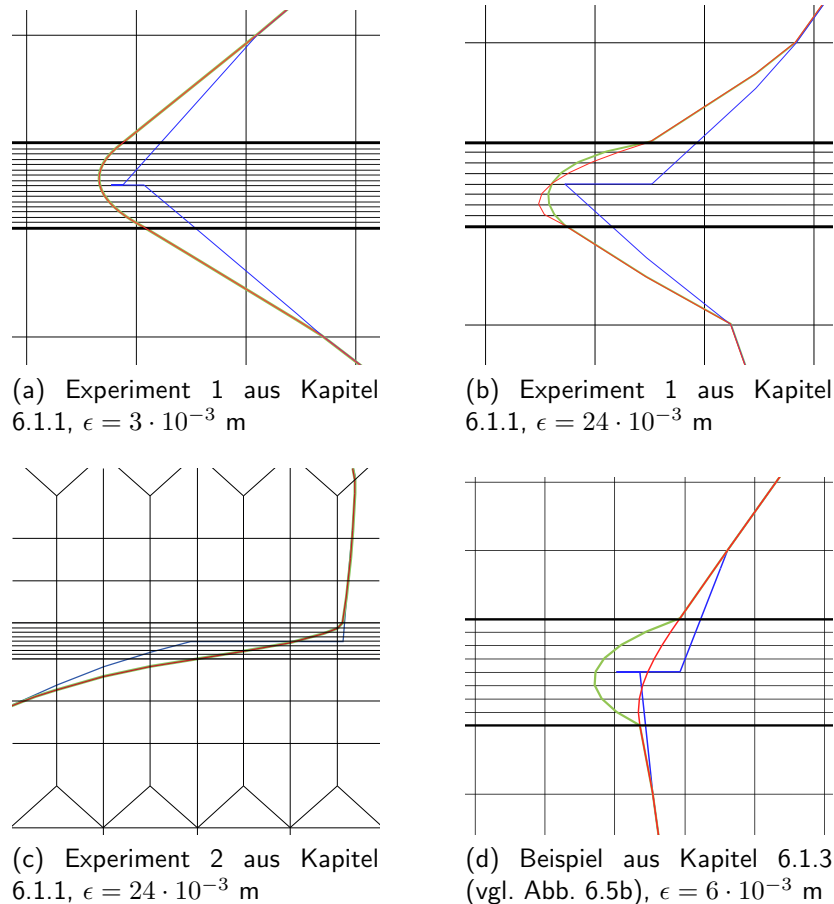 (a) Experiment 1 aus Kapitel
6.1.1, ϵ = 3 · 10⁻³ m
(b) Experiment 1 aus Kapitel
6.1.1, ϵ = 24 · 10⁻³ m
(c) Experiment 2 aus Kapitel
6.1.1, ϵ = 24 · 10⁻³ m
(d) Beispiel aus Kapitel 6.1.3
(vgl. Abb. 6.5b), ϵ = 6 · 10⁻³ m